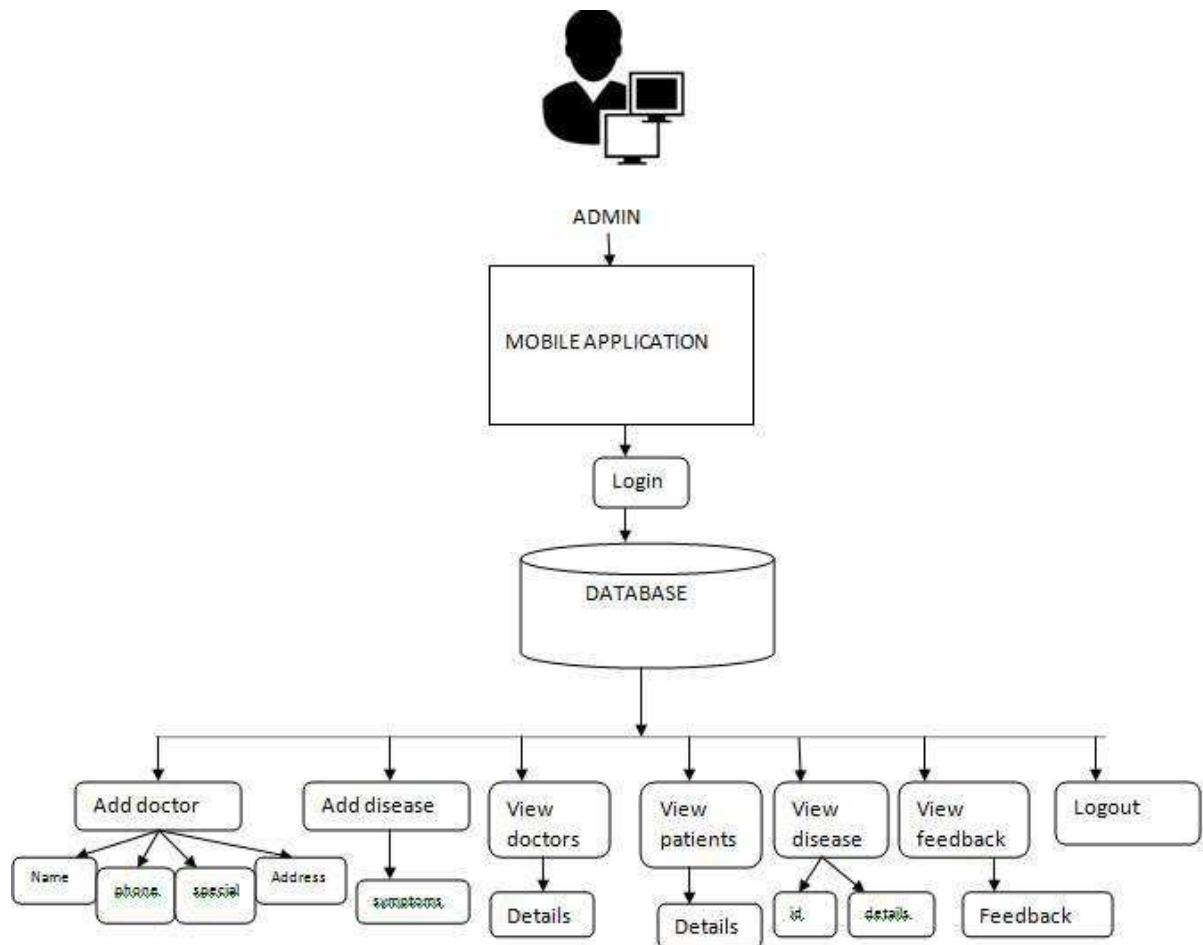 ADMIN
MOBILE APPLICATION
Login
DATABASE
Add doctor
Add disease
View
doctors
View
patients
View
disease
View
feedback
Logout
Name
phone
special
Address
symptoms
Details
Details
id
details
Feedback